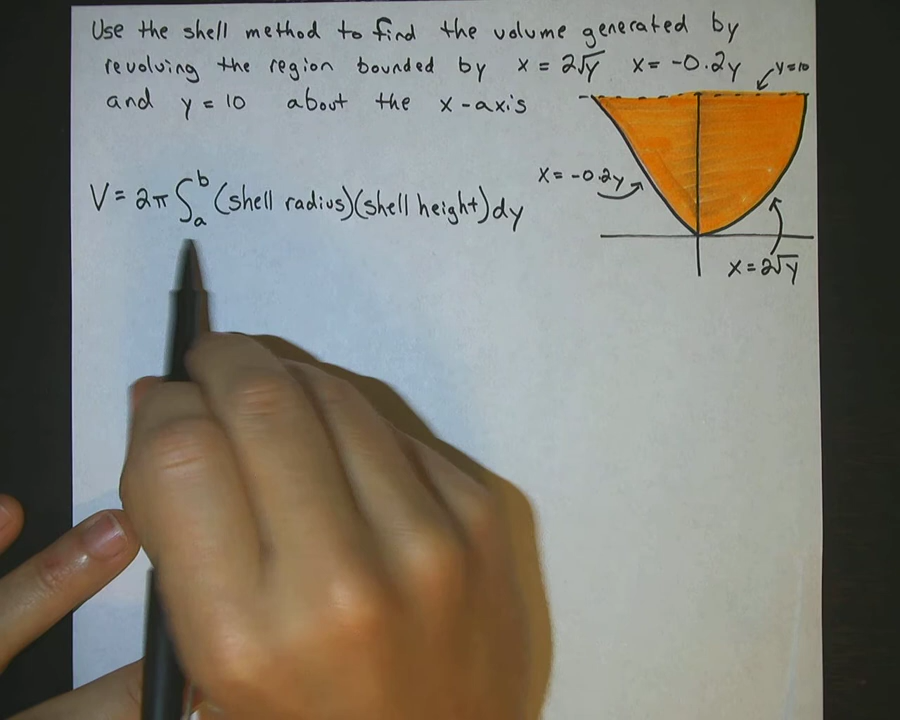 Use the shell method to find the volume generated by
revolving the region bounded by x = 2√y x = -0.2y
and y = 10 about the x-axis
y=10
x = -0.2y
V = 2π∫ₐᵇ (shell radius)(shell height)dy
x = 2√y